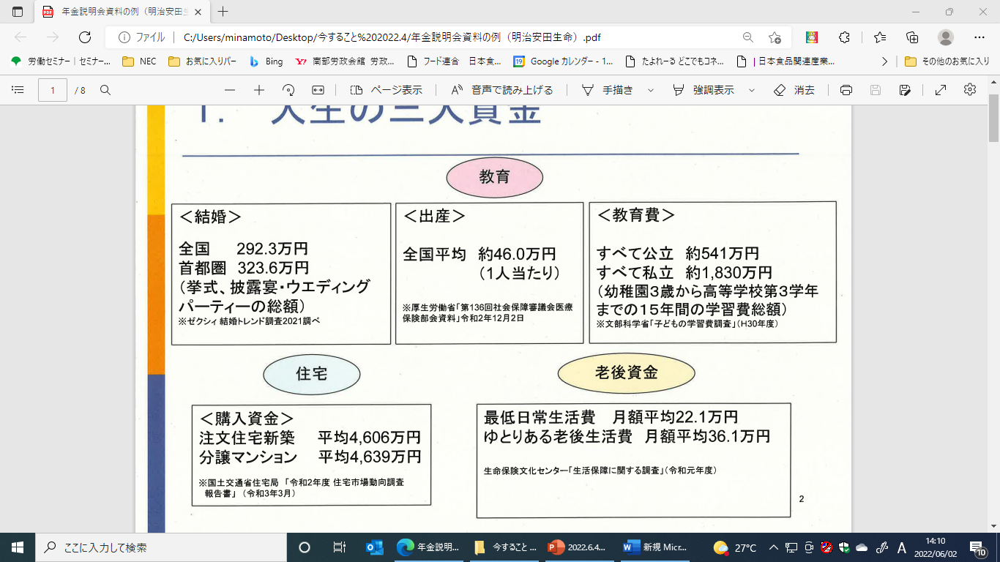 年金説明会資料の例（明治安田生
ファイル
C:/Users/minamoto/Desktop/今すること%202022.4/年金説明会資料の例（明治安田生命）.pdf
労働セミナー｜セミナー...
NEC
お気に入りバー
Bing
南部労政会館 労政...
フード連合 日本食...
Google カレンダー - 1...
たよれーる どこでもコネ...
| 日本食品関連産業...
その他のお気に入り
1 / 8
ページ表示
音声で読み上げる
手描き
強調表示
消去
1. 人生の三大資金
教育
＜結婚＞
全国 292.3万円
首都圏 323.6万円
（挙式、披露宴・ウエディング
パーティーの総額）
※ゼクシィ 結婚トレンド調査2021調べ
＜出産＞
全国平均 約46.0万円
（1人当たり）
※厚生労働省「第136回社会保障審議会医療
保険部会資料」令和2年12月2日
＜教育費＞
すべて公立 約541万円
すべて私立 約1,830万円
（幼稚園３歳から高等学校第３学年
までの１５年間の学習費総額）
※文部科学省「子どもの学習費調査」（H30年度）
住宅
＜購入資金＞
注文住宅新築 平均4,606万円
分譲マンション 平均4,639万円
※国土交通省住宅局 「令和2年度 住宅市場動向調査
報告書」 （令和3年3月）
老後資金
最低日常生活費 月額平均22.1万円
ゆとりある老後生活費 月額平均36.1万円
生命保険文化センター「生活保障に関する調査」（令和元年度）
2
ここに入力して検索
年金説明...
今すること ...
2022.6.4...
新規 Micr...
27°C
A
14:10
2022/06/02
10